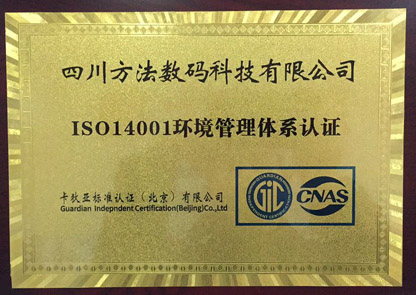 四川方法数码科技有限公司
ISO14001环境管理体系认证
卡狄亚标准认证（北京）有限公司
Guardian Indepndent Certification(Beijing)Co.,Ltd
GIC
CNAS